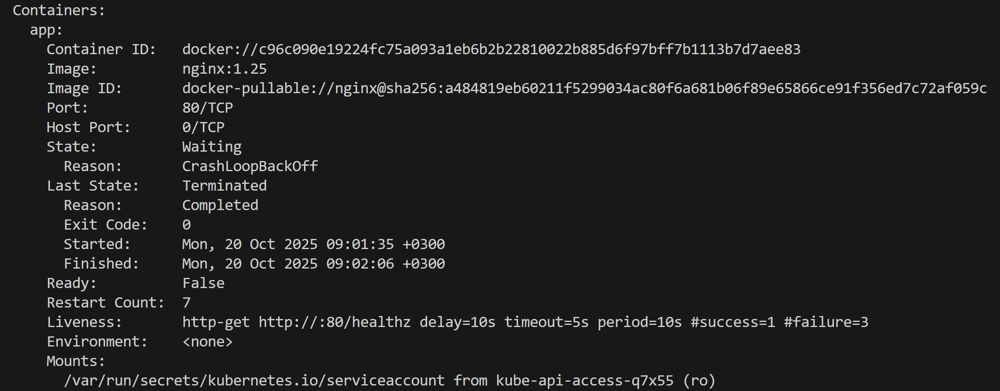 Containers:
  app:
    Container ID:   docker://c96c090e19224fc75a093a1eb6b2b22810022b885d6f97bff7b1113b7d7aee83
    Image:          nginx:1.25
    Image ID:       docker-pullable://nginx@sha256:a484819eb60211f5299034ac80f6a681b06f89e65866ce91f356ed7c72af059c
    Port:           80/TCP
    Host Port:      0/TCP
    State:          Waiting
      Reason:       CrashLoopBackOff
    Last State:     Terminated
      Reason:       Completed
      Exit Code:    0
      Started:      Mon, 20 Oct 2025 09:01:35 +0300
      Finished:     Mon, 20 Oct 2025 09:02:06 +0300
    Ready:          False
    Restart Count:  7
    Liveness:       http-get http://:80/healthz delay=10s timeout=5s period=10s #success=1 #failure=3
    Environment:    <none>
    Mounts:
      /var/run/secrets/kubernetes.io/serviceaccount from kube-api-access-q7x55 (ro)